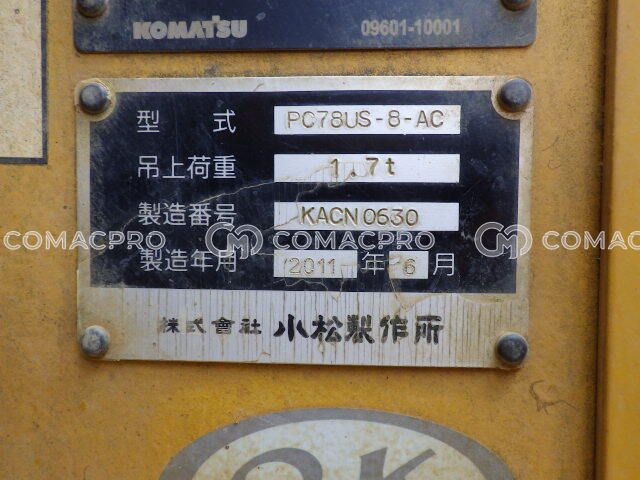 KOMATSU 09601-10001
型 式 PC78US-8-AC
吊上荷重 1.7t
製造番号 KACN0630
COMACPRO COMACPRO COMAC
製造年月 2011 年 6 月
株式會社 小松製作所
OK